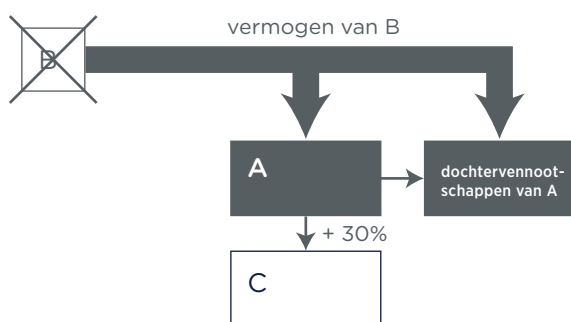 vermogen van B
B
A
dochtervennoot-
schappen van A
+ 30%
C